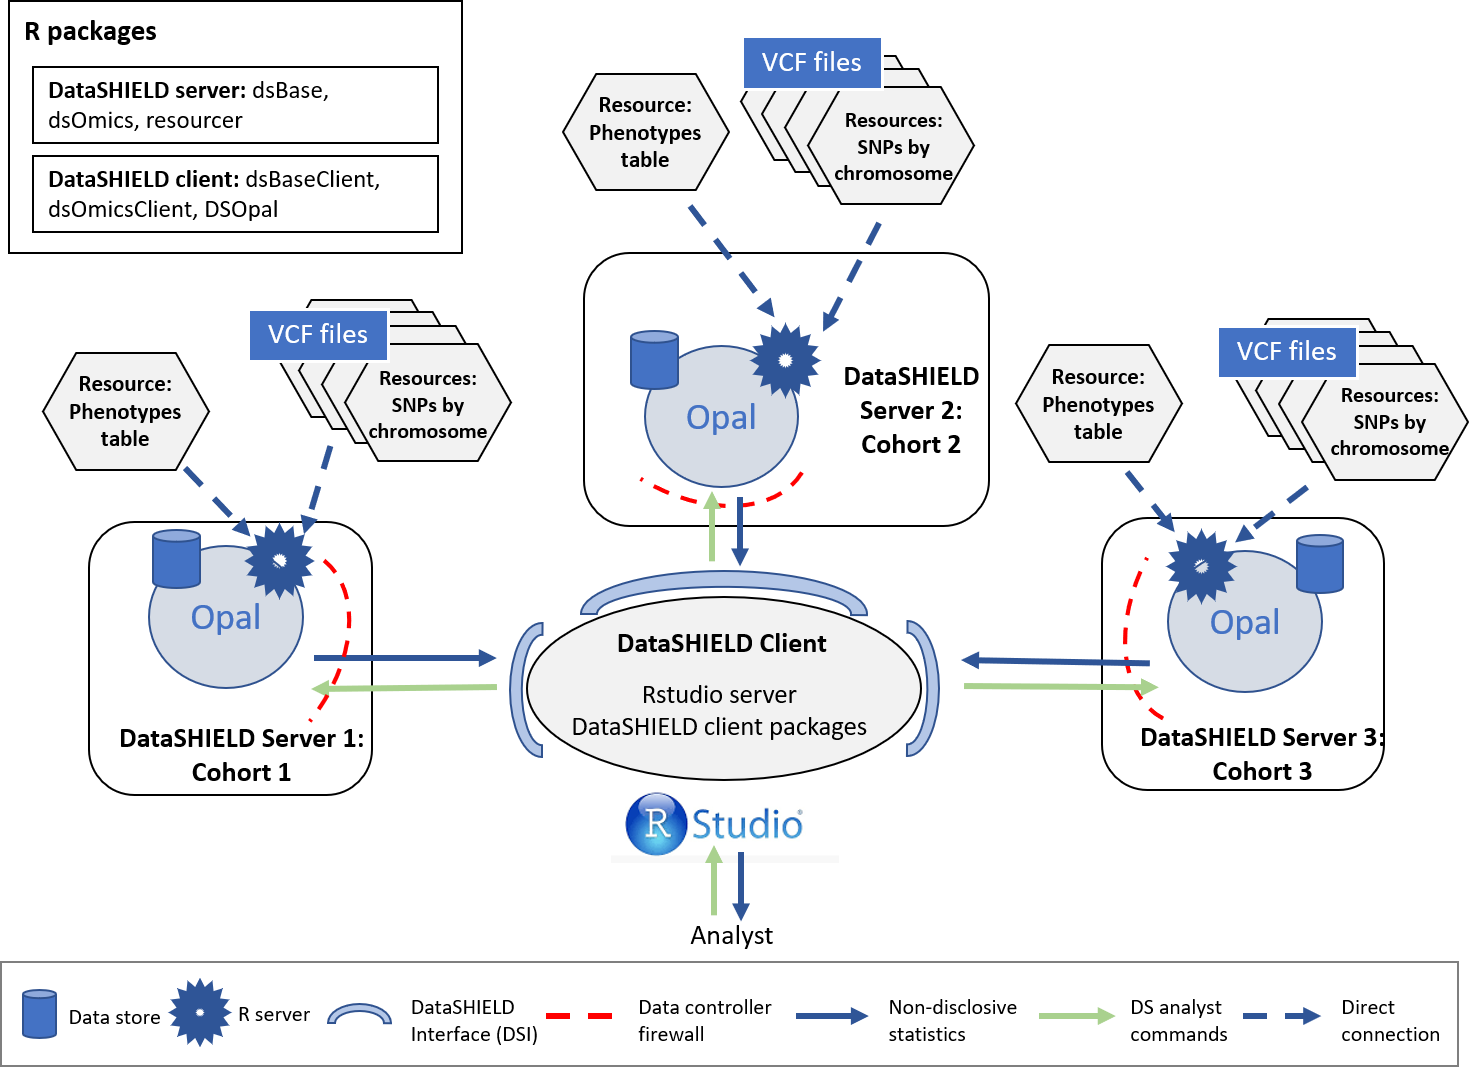 R packages
DataSHIELD server: dsBase,
dsOmics, resourcer
DataSHIELD client: dsBaseClient,
dsOmicsClient, DSOpal
Resource:
Phenotypes
table
VCF files
Resources:
SNPs by
chromosome
Opal
DataSHIELD
Server 2:
Cohort 2
Resource:
Phenotypes
table
VCF files
Resources:
SNPs by
chromosome
Opal
DataSHIELD Server 1:
Cohort 1
Resource:
Phenotypes
table
VCF files
Resources:
SNPs by
chromosome
Opal
DataSHIELD Server 3:
Cohort 3
DataSHIELD Client
Rstudio server
DataSHIELD client packages
R Studio®
Analyst
Data store
R server
DataSHIELD
Interface (DSI)
Data controller
firewall
Non-disclosive
statistics
DS analyst
commands
Direct
connection